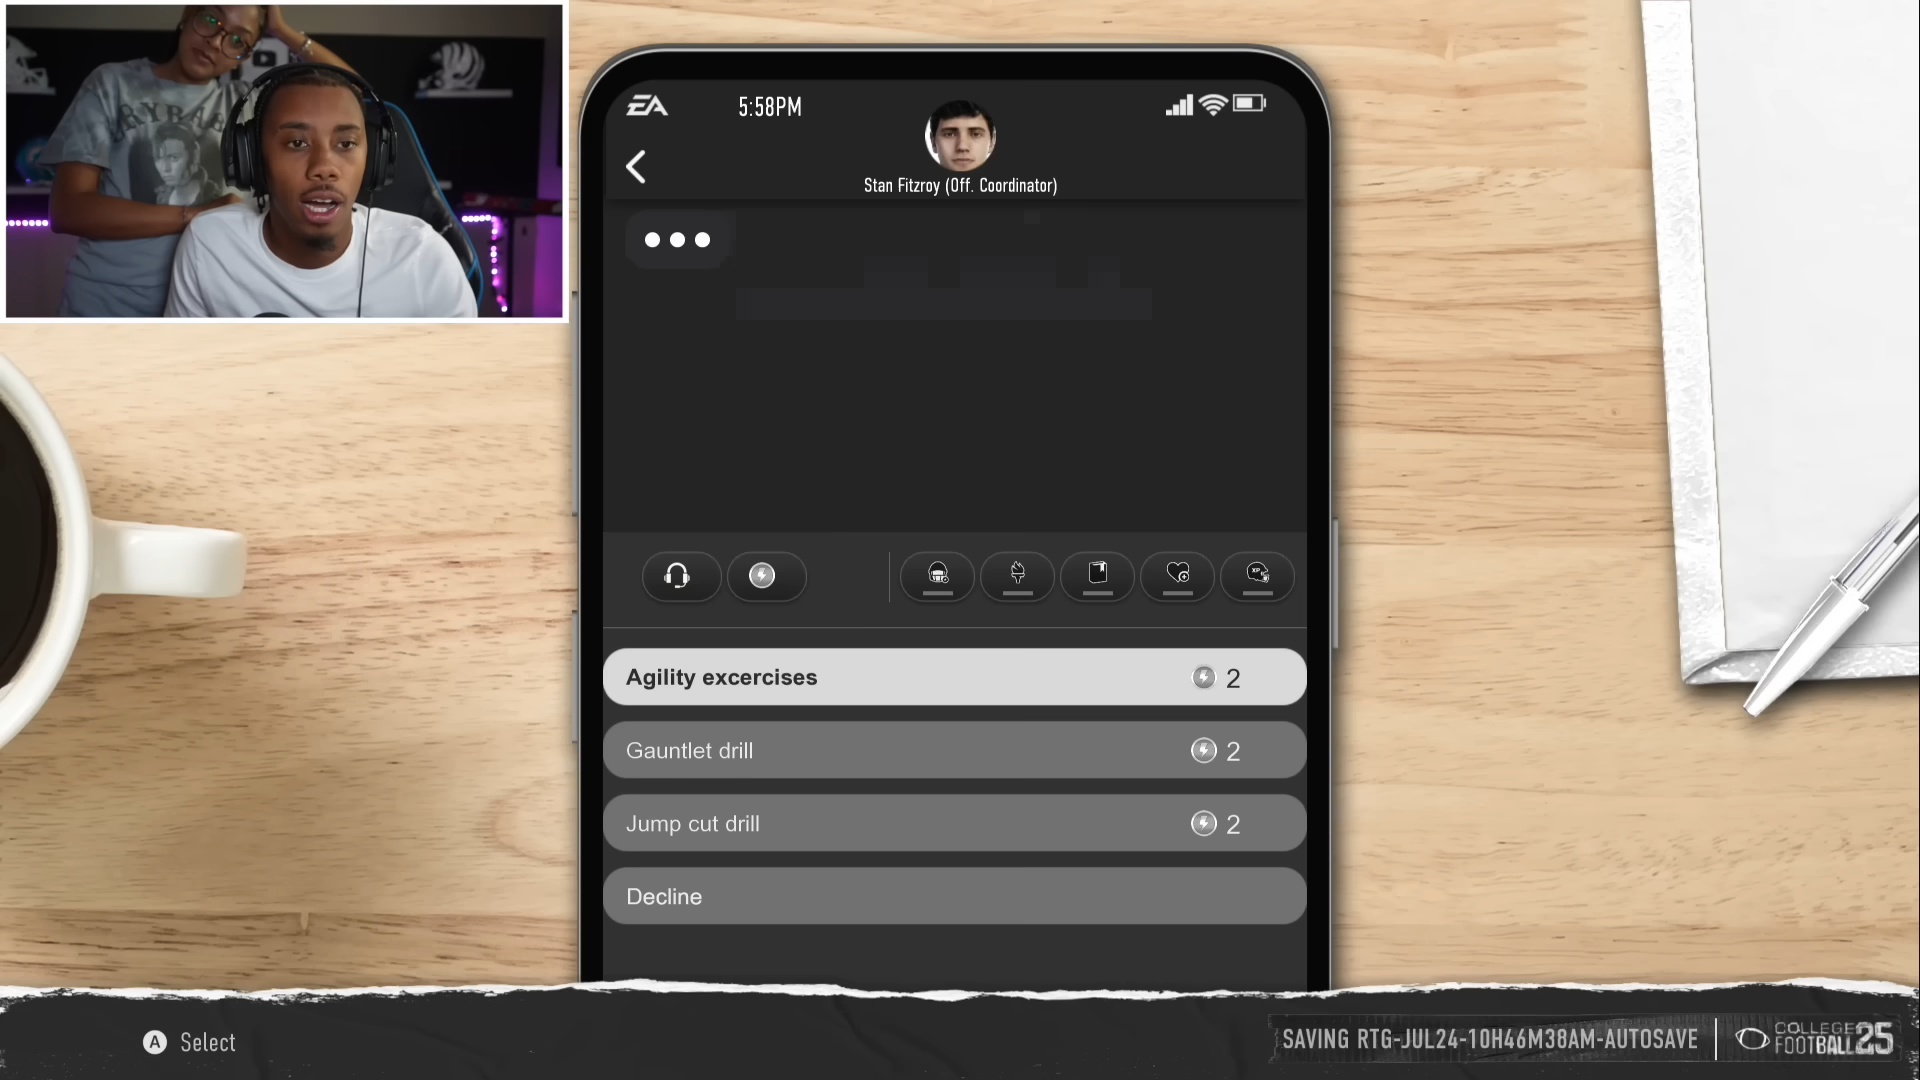 EA
5:58PM
Stan Fitzroy (Off. Coordinator)
XP
Agility excercises 2
Gauntlet drill 2
Jump cut drill 2
Decline
A Select
SAVING RTG-JUL24-10H46M38AM-AUTOSAVE
COLLEGE
FOOTBALL 25